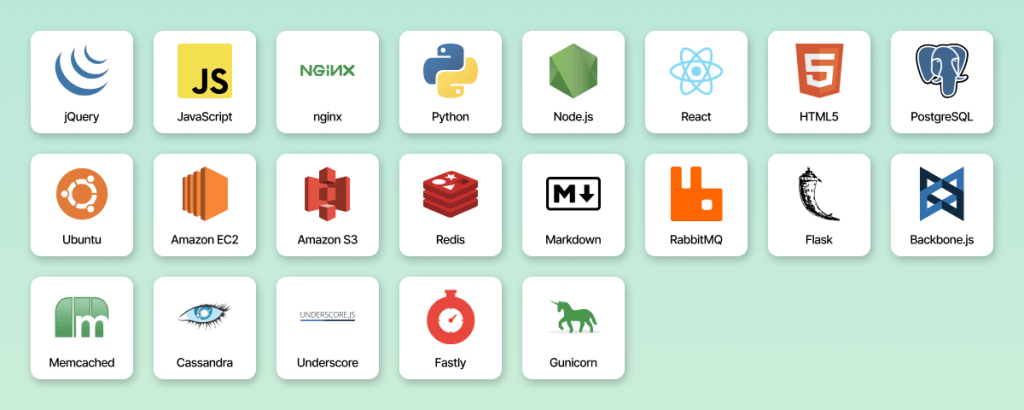 JS
NGINX
5
jQuery
JavaScript
nginx
Python
Node.js
React
HTML5
PostgreSQL
M
Ubuntu
Amazon EC2
Amazon S3
Redis
Markdown
RabbitMQ
Flask
Backbone.js
m
UNDERSCORE.JS
Memcached
Cassandra
Underscore
Fastly
Gunicorn